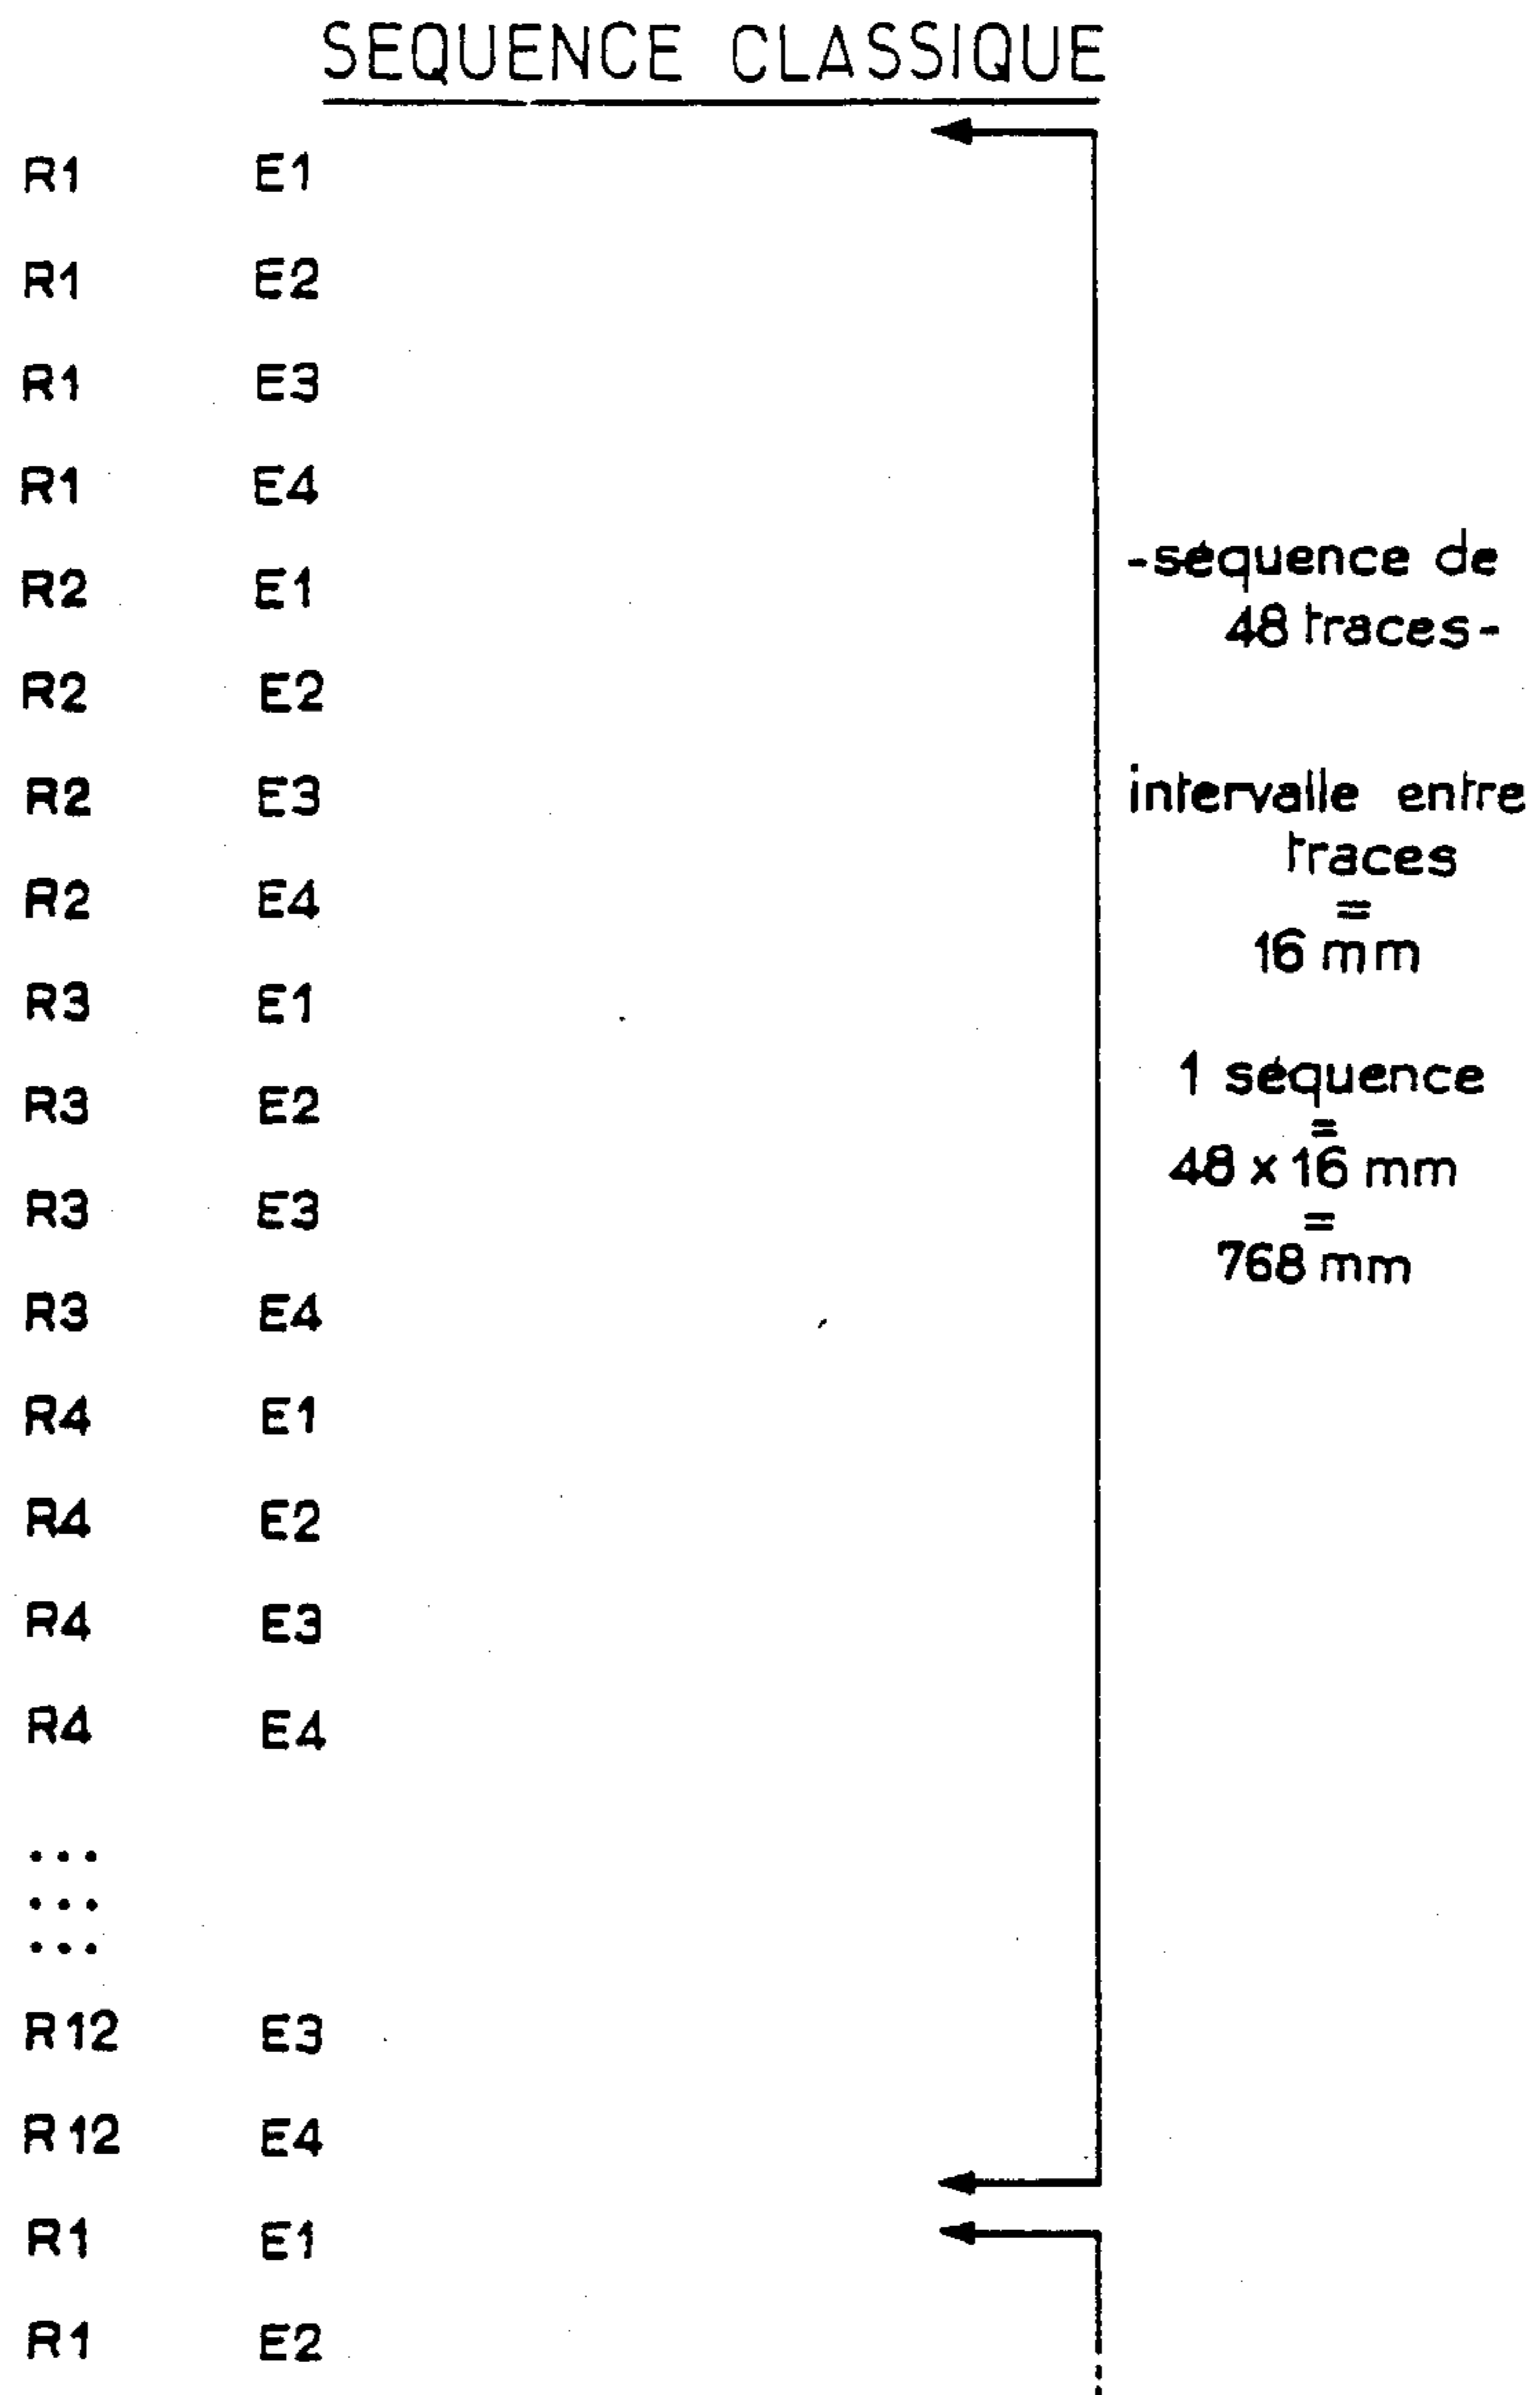 SEQUENCE CLASSIQUE
R1 E1
R1 E2
R1 E3
R1 E4
R2 E1
R2 E2
R2 E3
R2 E4
R3 E1
R3 E2
R3 E3
R3 E4
R4 E1
R4 E2
R4 E3
R4 E4
...
...
...
R12 E3
R12 E4
R1 E1
R1 E2
-séquence de
48 traces-
intervalle entre
traces
=
16 mm
1 séquence
=
48 x 16 mm
=
768 mm